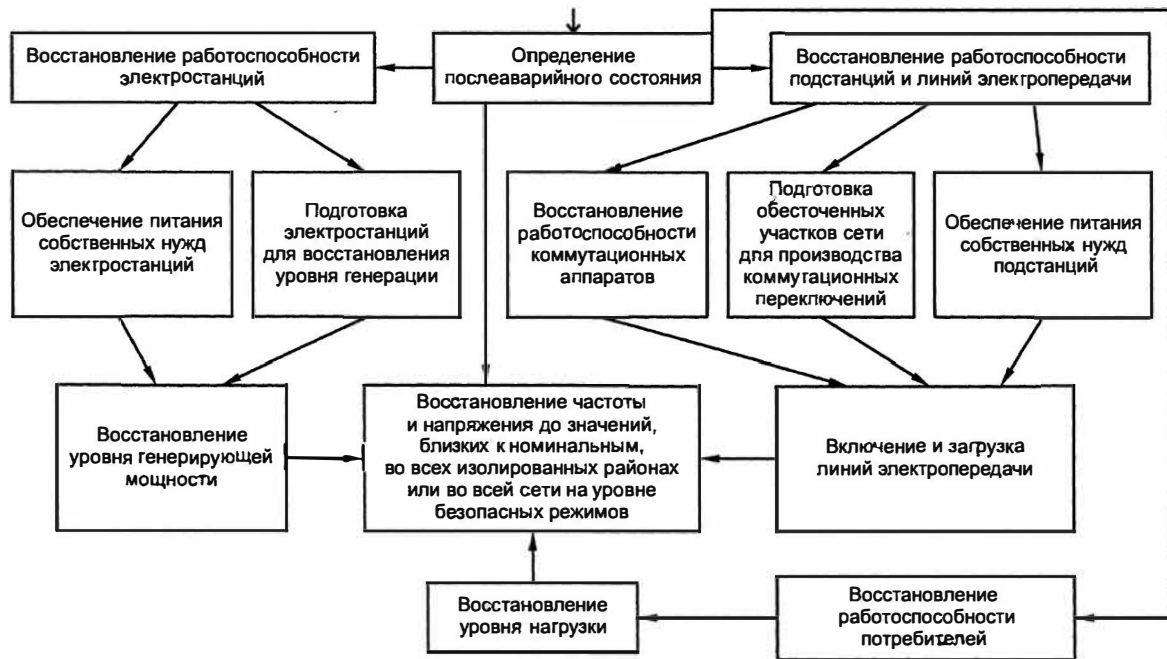 Восстановление работоспособности
электростанций
Определение
послеаварийного состояния
Восстановление работоспособности
подстанций и линий электропередачи
Обеспечение питания
собственных нужд
электростанций
Подготовка
электростанций
для восстановления
уровня генерации
Восстановление
работоспособности
коммутационных
аппаратов
Подготовка
обесточенных
участков сети
для производства
коммутационных
переключений
Обеспечение питания
собственных нужд
подстанций
Восстановление
уровня генерирующей
мощности
Восстановление частоты
и напряжения до значений,
близких к номинальным,
во всех изолированных районах
или во всей сети на уровне
безопасных режимов
Включение и загрузка
линий электропередачи
Восстановление
уровня нагрузки
Восстановление
работоспособности
потребителей